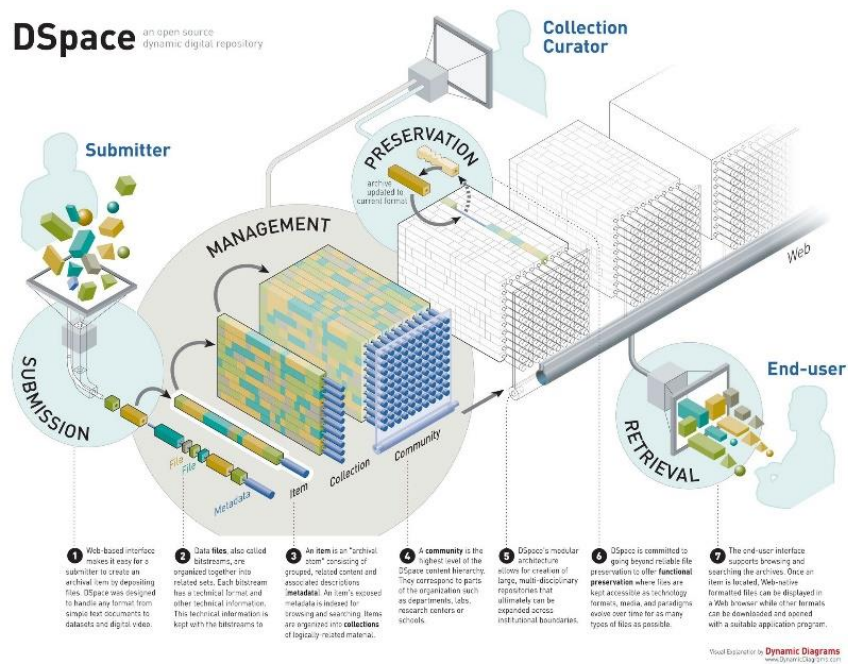 DSpace
an open source
dynamic digital repository
Collection
Curator
Submitter
PRESERVATION
archive
updated to
current format
MANAGEMENT
Web
SUBMISSION
End-user
RETRIEVAL
File
File
Metadata
Item
Collection
Community
1 Web-based interface
makes it easy for a
submitter to create an
archival item by depositing
files. DSpace was designed
to handle any format from
simple text documents to
datasets and digital video.
2 Data files, also called
bitstreams, are
organized together into
related sets. Each bitstream
has a technical format and
other technical information.
This technical information is
kept with the bitstreams to
3 An item is an "archival
atom" consisting of
grouped, related content and
associated descriptions
(metadata). An item's exposed
metadata is indexed for
browsing and searching. Items
are organized into collections
of logically-related material.
4 A community is the
highest level of the
DSpace content hierarchy.
They correspond to parts
of the organization such
as departments, labs,
research centers or
schools.
5 DSpace's modular
architecture
allows for creation of
large, multi-disciplinary
repositories that
ultimately can be
expanded across
institutional boundaries.
6 DSpace is committed to
going beyond reliable file
preservation to offer functional
preservation where files are
kept accessible as technology
formats, media, and paradigms
evolve over time for as many
types of files as possible.
7 The end-user interface
supports browsing and
searching the archives. Once an
item is located, Web-native
formatted files can be displayed in
a Web browser while other formats
can be downloaded and opened
with a suitable application program.
Visual Explanation by Dynamic Diagrams
www.DynamicDiagrams.com